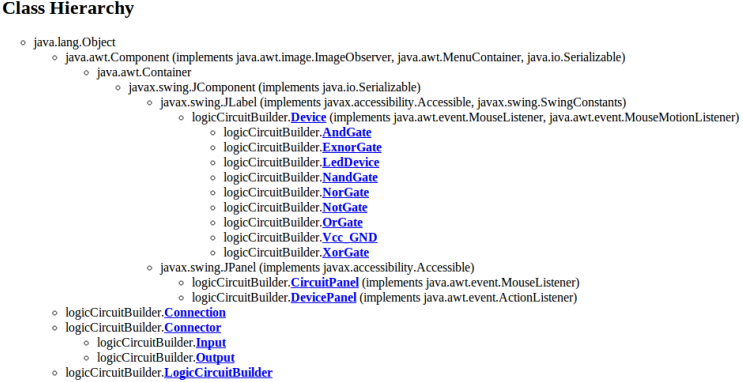 Class Hierarchy
java.lang.Object
java.awt.Component (implements java.awt.image.ImageObserver, java.awt.MenuContainer, java.io.Serializable)
java.awt.Container
javax.swing.JComponent (implements java.io.Serializable)
javax.swing.JLabel (implements javax.accessibility.Accessible, javax.swing.SwingConstants)
logicCircuitBuilder.Device (implements java.awt.event.MouseListener, java.awt.event.MouseMotionListener)
logicCircuitBuilder.AndGate
logicCircuitBuilder.ExnorGate
logicCircuitBuilder.LedDevice
logicCircuitBuilder.NandGate
logicCircuitBuilder.NorGate
logicCircuitBuilder.NotGate
logicCircuitBuilder.OrGate
logicCircuitBuilder.Vcc_GND
logicCircuitBuilder.XorGate
javax.swing.JPanel (implements javax.accessibility.Accessible)
logicCircuitBuilder.CircuitPanel (implements java.awt.event.MouseListener)
logicCircuitBuilder.DevicePanel (implements java.awt.event.ActionListener)
logicCircuitBuilder.Connection
logicCircuitBuilder.Connector
logicCircuitBuilder.Input
logicCircuitBuilder.Output
logicCircuitBuilder.LogicCircuitBuilder